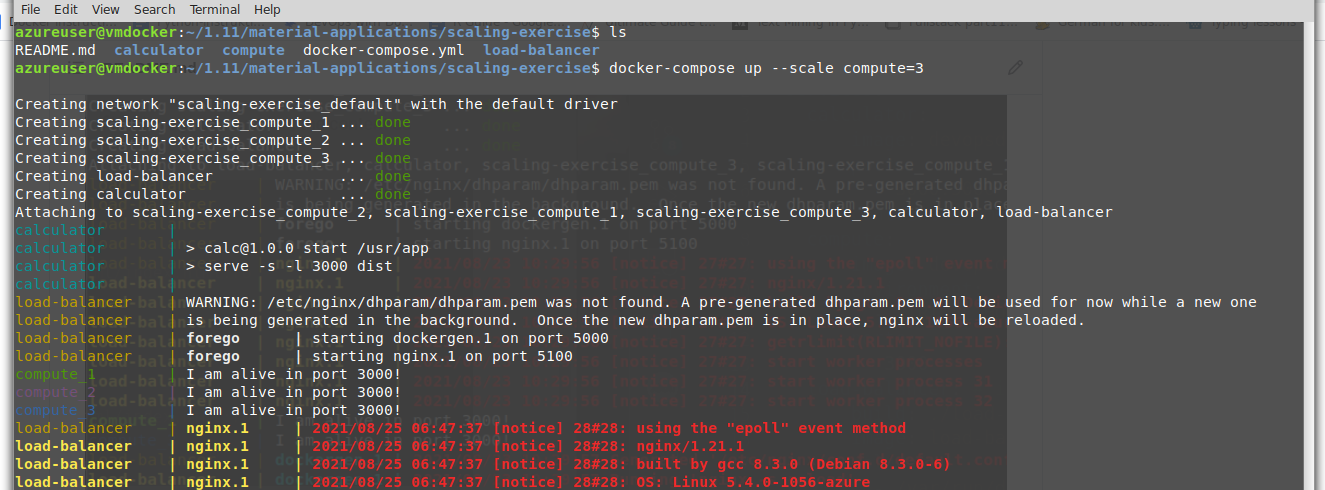 File Edit View Search Terminal Help
azureuser@vmdocker:~/1.11/material-applications/scaling-exercise$ ls
README.md calculator compute docker-compose.yml load-balancer
azureuser@vmdocker:~/1.11/material-applications/scaling-exercise$ docker-compose up --scale compute=3
Creating network "scaling-exercise_default" with the default driver
Creating scaling-exercise_compute_1 ... done
Creating scaling-exercise_compute_2 ... done
Creating scaling-exercise_compute_3 ... done
Creating load-balancer ... done
Creating calculator ... done
Attaching to scaling-exercise_compute_2, scaling-exercise_compute_1, scaling-exercise_compute_3, calculator, load-balancer
calculator |
calculator | > calc@1.0.0 start /usr/app
calculator | > serve -s -l 3000 dist
calculator |
load-balancer | WARNING: /etc/nginx/dhparam/dhparam.pem was not found. A pre-generated dhparam.pem will be used for now while a new one
load-balancer | is being generated in the background. Once the new dhparam.pem is in place, nginx will be reloaded.
load-balancer | forego | starting dockergen.1 on port 5000
load-balancer | forego | starting nginx.1 on port 5100
compute_1 | I am alive in port 3000!
compute_2 | I am alive in port 3000!
compute_3 | I am alive in port 3000!
load-balancer | nginx.1 | 2021/08/25 06:47:37 [notice] 28#28: using the "epoll" event method
load-balancer | nginx.1 | 2021/08/25 06:47:37 [notice] 28#28: nginx/1.21.1
load-balancer | nginx.1 | 2021/08/25 06:47:37 [notice] 28#28: built by gcc 8.3.0 (Debian 8.3.0-6)
load-balancer | nginx.1 | 2021/08/25 06:47:37 [notice] 28#28: OS: Linux 5.4.0-1056-azure